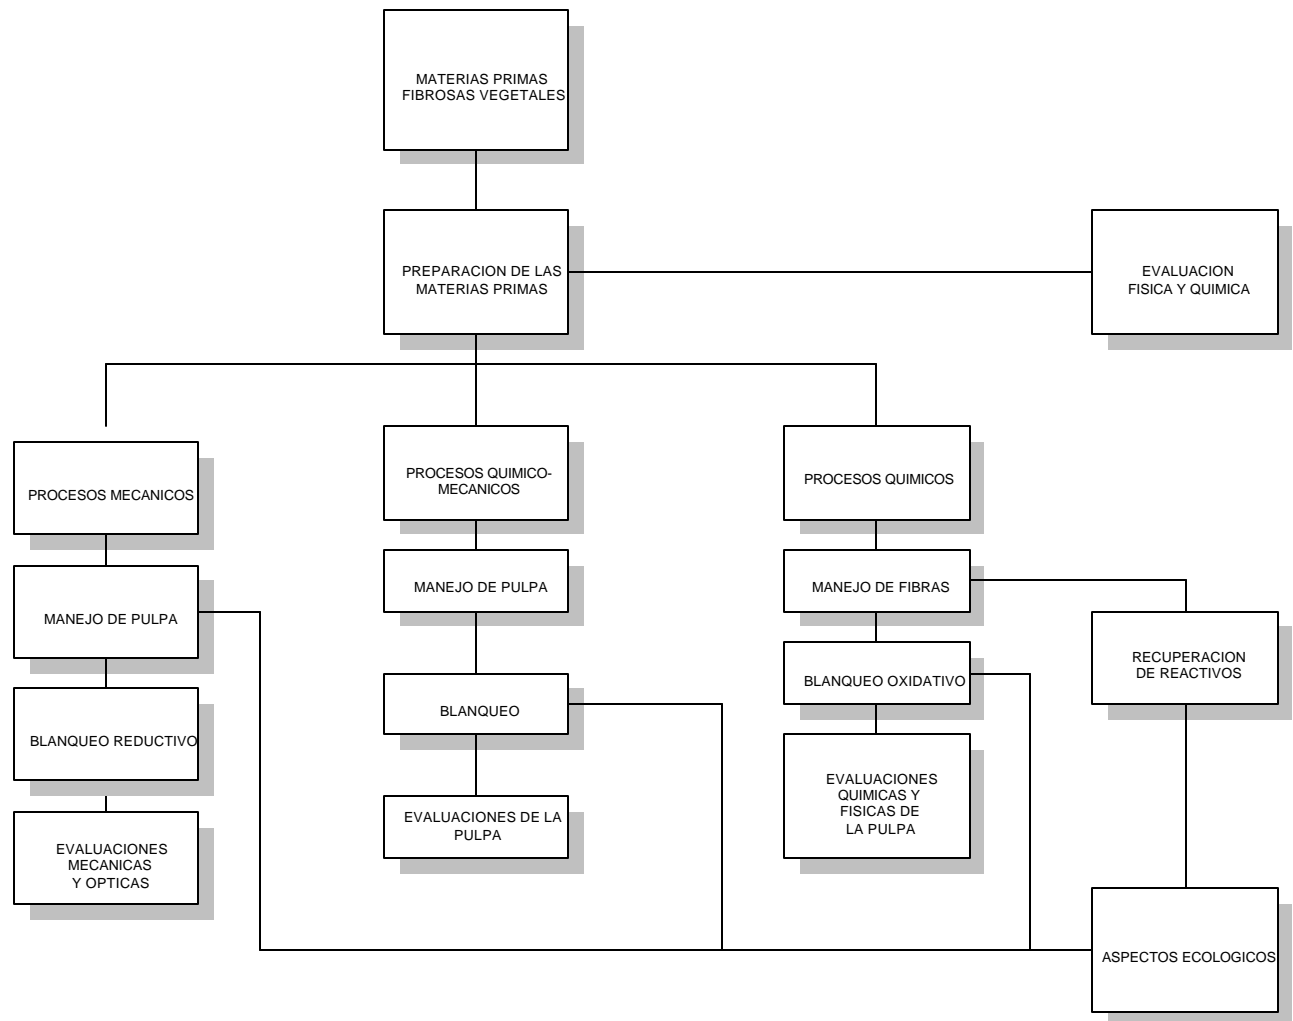 MATERIAS PRIMAS
FIBROSAS VEGETALES
PREPARACION DE LAS
MATERIAS PRIMAS
EVALUACION
FISICA Y QUIMICA
PROCESOS MECANICOS
PROCESOS QUIMICO-
MECANICOS
PROCESOS QUIMICOS
MANEJO DE PULPA
MANEJO DE PULPA
MANEJO DE FIBRAS
RECUPERACION
DE REACTIVOS
BLANQUEO REDUCTIVO
BLANQUEO
BLANQUEO OXIDATIVO
EVALUACIONES
MECANICAS
Y OPTICAS
EVALUACIONES DE LA
PULPA
EVALUACIONES
QUIMICAS Y
FISICAS DE
LA PULPA
ASPECTOS ECOLOGICOS